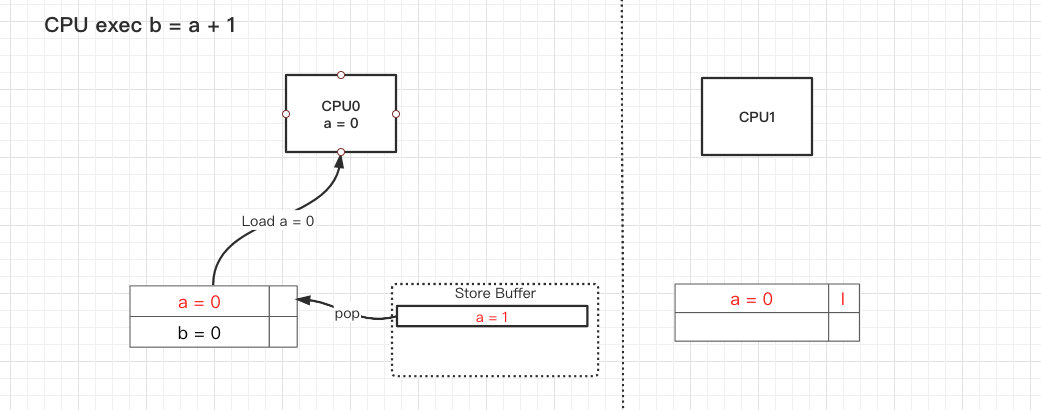 CPU exec b = a + 1
CPU0
a = 0
CPU1
Load a = 0
a = 0
b = 0
pop
Store Buffer
a = 1
a = 0 I